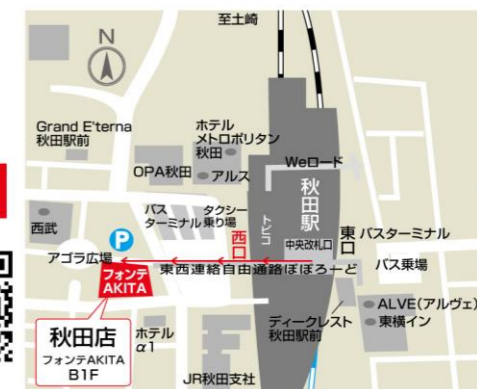 至土崎
N
Grand E'terna
秋田駅前
ホテル
メトロポリタン
秋田
OPA秋田
アルス
Weロード
秋田駅
トピコ
中央改札口
西武
P
バス
ターミナル
タクシー
乗り場
西口
東口
バスターミナル
アゴラ広場
フォンテ
AKITA
東西連絡自由通路ぽぽろーど
バス乗場
秋田店
フォンテAKITA
B1F
ホテル
α1
ディークレスト
秋田駅前
ALVE(アルヴェ)
東横イン
JR秋田支社